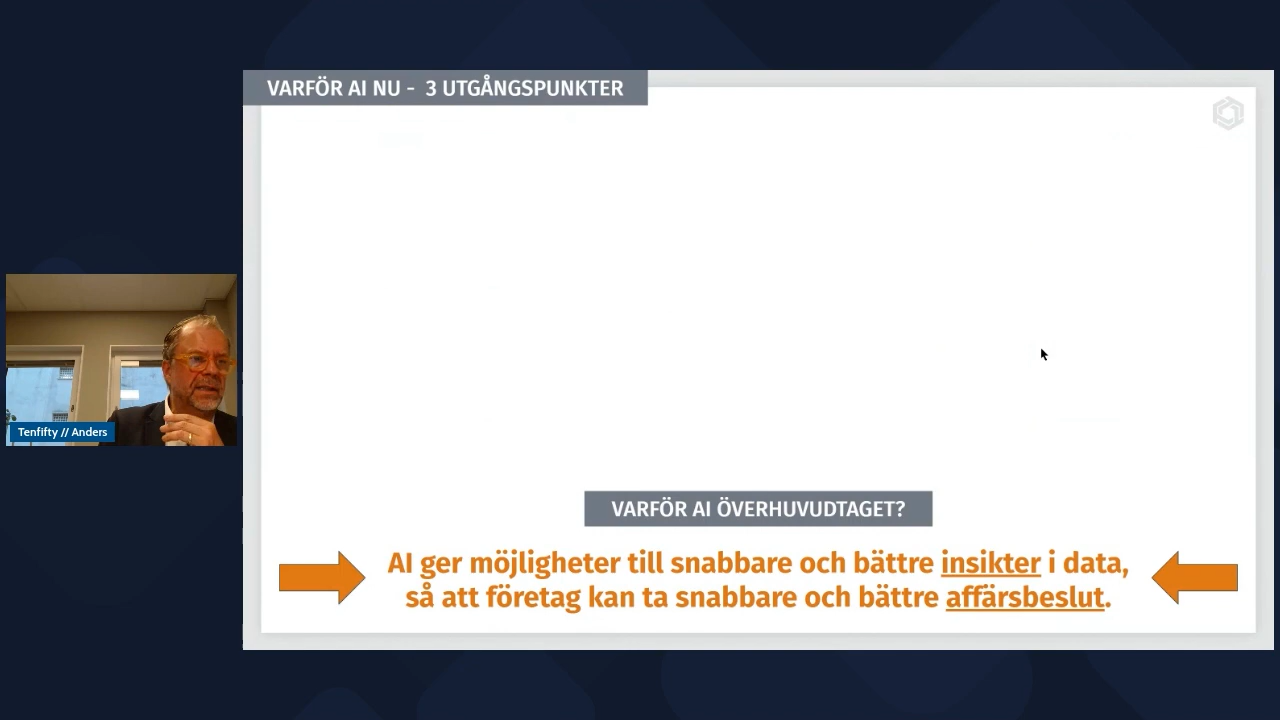 VARFÖR AI NU - 3 UTGÅNGSPUNKTER
Tenfifty // Anders
VARFÖR AI ÖVERHUVUDTAGET?
AI ger möjligheter till snabbare och bättre insikter i data,
så att företag kan ta snabbare och bättre affärsbeslut.